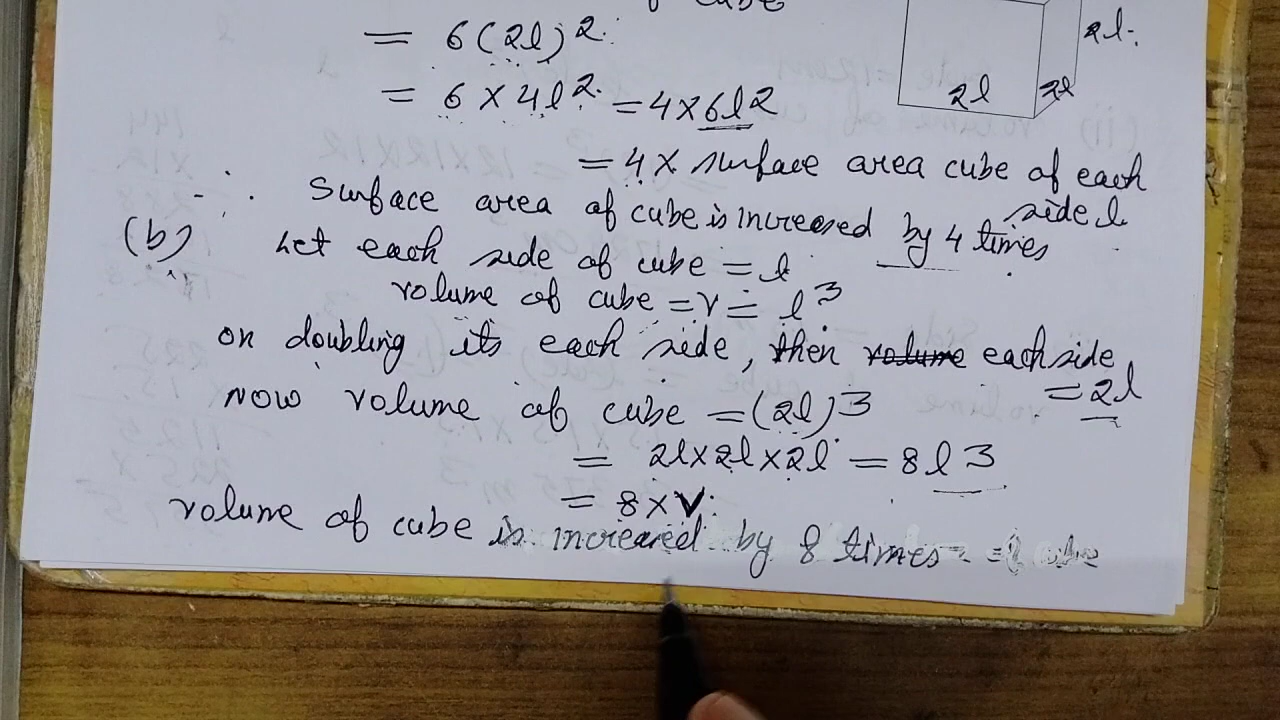 of cube
= 6(2l)2.
= 6 × 4l2. = 4×6l2
2l.
2l
2l
= 4× surface area cube of each
side l
∴ Surface area of cube is increased by 4 times
(b) Let each side of cube = l
volume of cube = V = l3
on doubling its each side, then volume each side
= 2l
Now volume of cube = (2l)3
= 2l×2l×2l = 8l3
= 8×V.
volume of cube is increased by 8 times